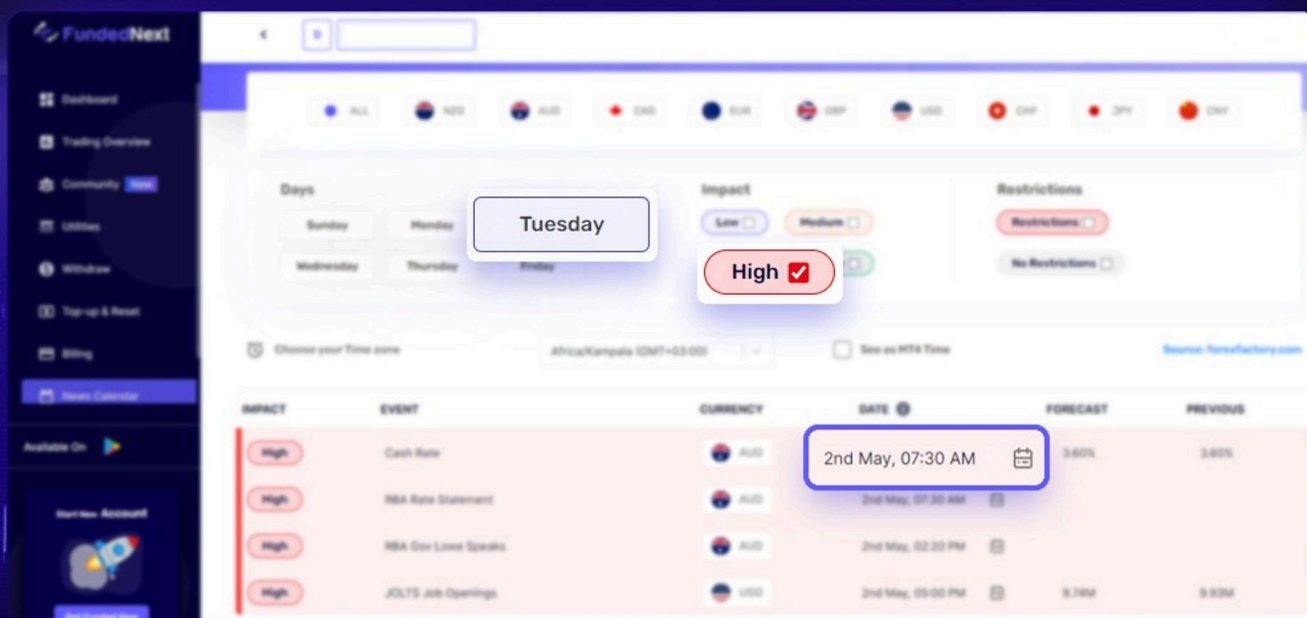 FundedNext
ALL NZD AUD CAD EUR GBP USD CHF JPY CNY
Dashboard
Trading Overview
Community New
Utilities
Withdraw
Top-up & Reset
Billing
News Calendar
Available On
Start New Account
Get Funded Now
Days
Sunday Monday Tuesday
Wednesday Thursday Friday
Impact
Low Medium
High
Restrictions
Restrictions
No Restrictions
Choose your Time zone Africa/Kampala (GMT+03:00) See as MT4 Time Source: forexfactory.com
IMPACT EVENT CURRENCY DATE FORECAST PREVIOUS
High Cash Rate AUD 2nd May, 07:30 AM 3.60% 3.60%
High RBA Rate Statement AUD 2nd May, 07:30 AM
High RBA Gov Lowe Speaks AUD 2nd May, 02:20 PM
High JOLTS Job Openings USD 2nd May, 05:00 PM 9.74M 9.93M